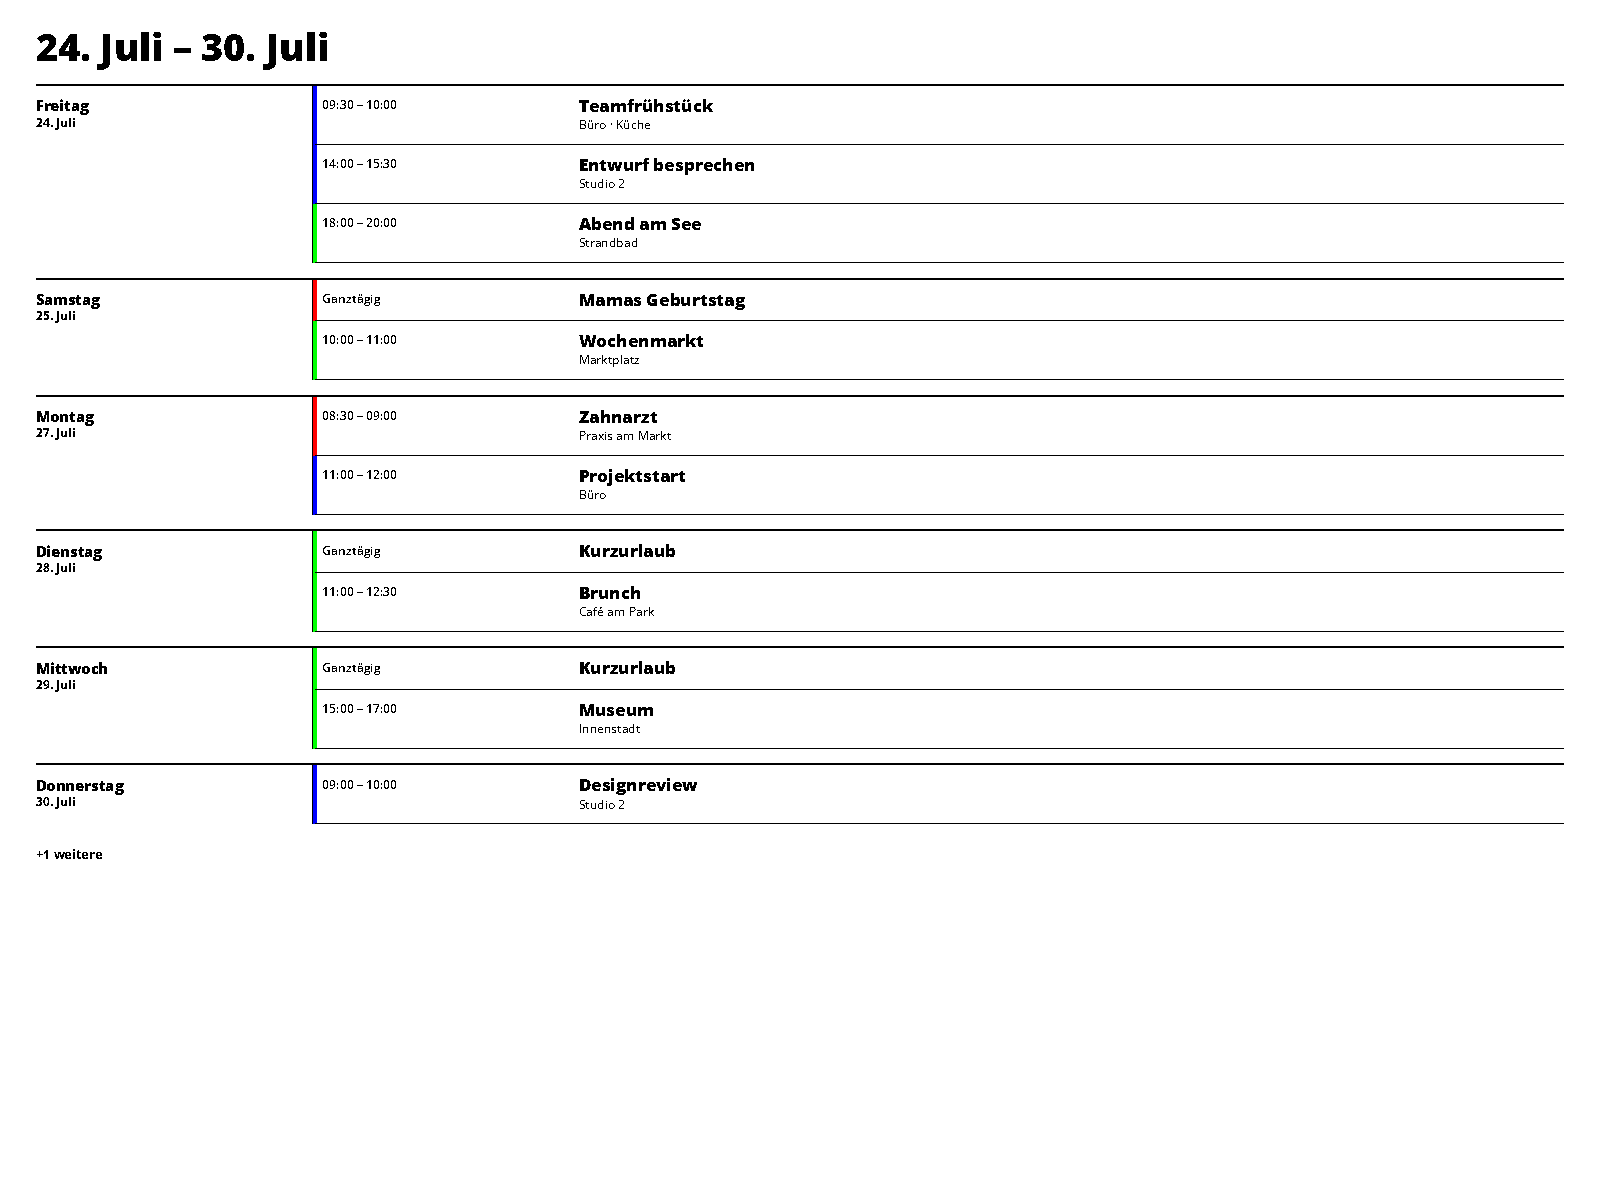 24. Juli – 30. Juli
Freitag
24. Juli
09:30 – 10:00
Teamfrühstück
Büro · Küche
14:00 – 15:30
Entwurf besprechen
Studio 2
18:00 – 20:00
Abend am See
Strandbad
Samstag
25. Juli
Ganztägig
Mamas Geburtstag
10:00 – 11:00
Wochenmarkt
Marktplatz
Montag
27. Juli
08:30 – 09:00
Zahnarzt
Praxis am Markt
11:00 – 12:00
Projektstart
Büro
Dienstag
28. Juli
Ganztägig
Kurzurlaub
11:00 – 12:30
Brunch
Café am Park
Mittwoch
29. Juli
Ganztägig
Kurzurlaub
15:00 – 17:00
Museum
Innenstadt
Donnerstag
30. Juli
09:00 – 10:00
Designreview
Studio 2
+1 weitere